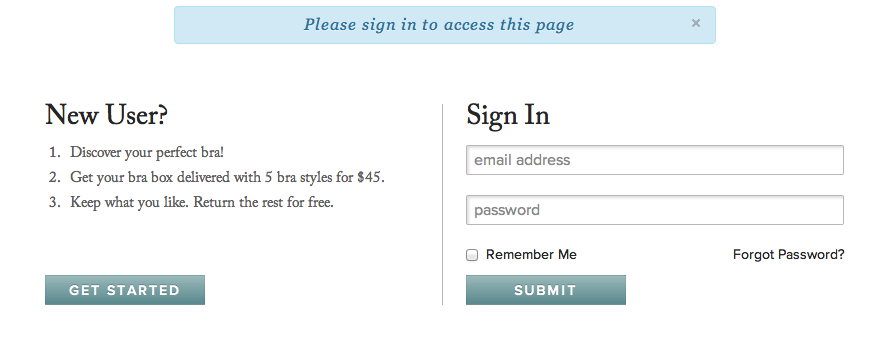 Please sign in to access this page
×
New User?
1. Discover your perfect bra!
2. Get your bra box delivered with 5 bra styles for $45.
3. Keep what you like. Return the rest for free.
GET STARTED
Sign In
email address
password
Remember Me
Forgot Password?
SUBMIT